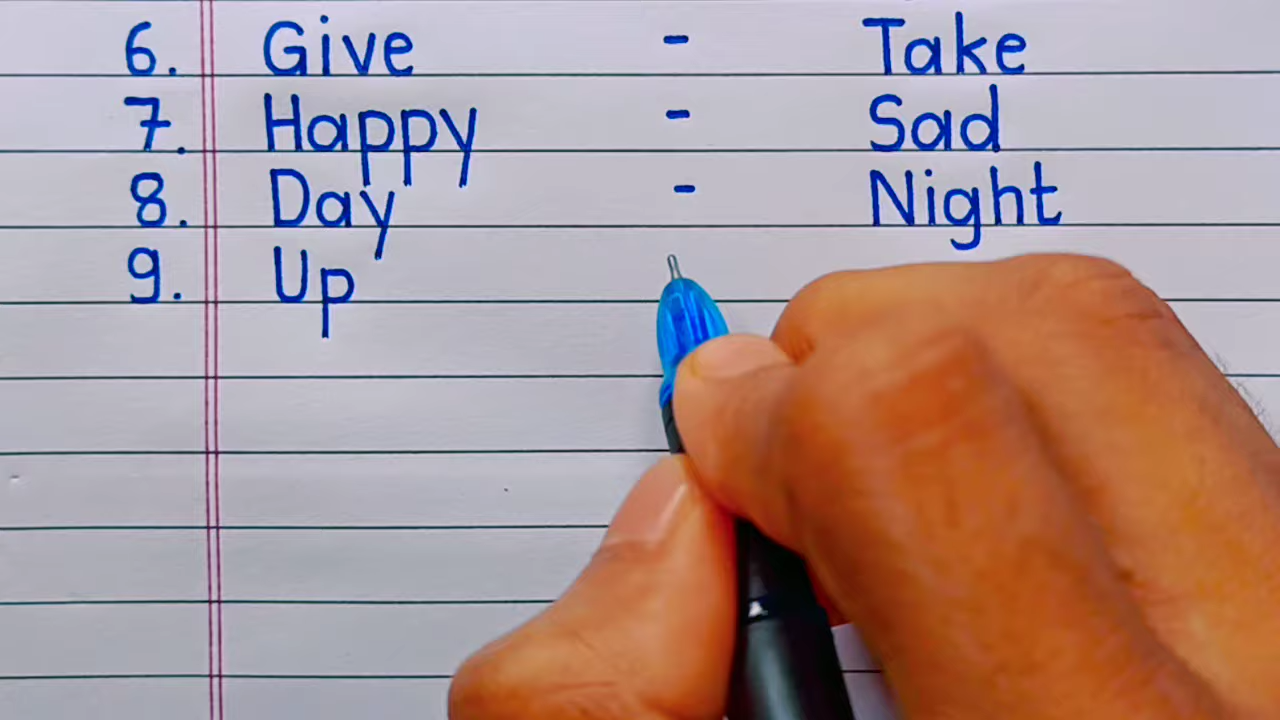 6. Give - Take
7. Happy - Sad
8. Day - Night
9. Up